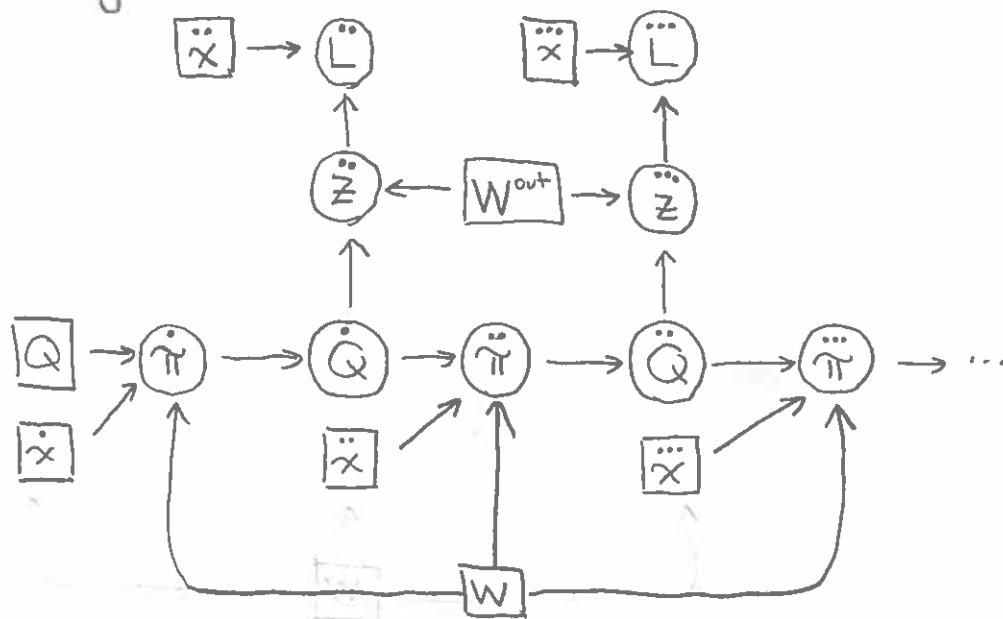 ẍ L̈ x⃛ L⃛
z̈ W^out z⃛
Q π̇ Q̇ π̈ Q̈ π⃛ ...
ẋ ẍ x⃛
W